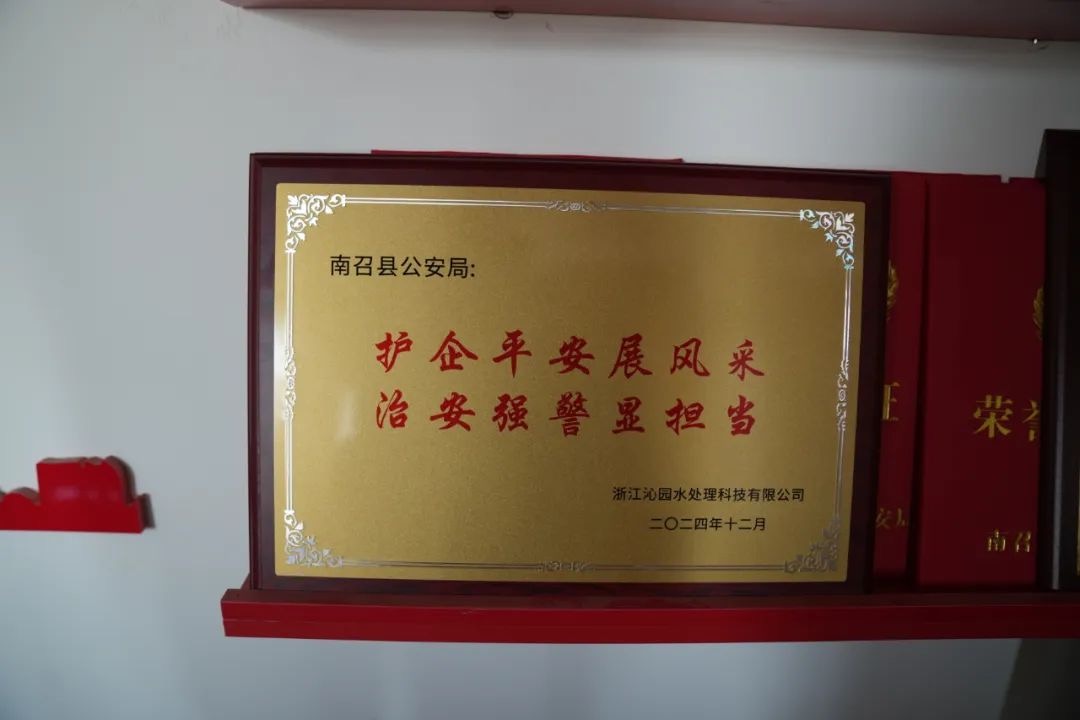 南召县公安局:
护企平安展风采
治安强警显担当
浙江沁园水处理科技有限公司
二〇二四年十二月
荣
南召